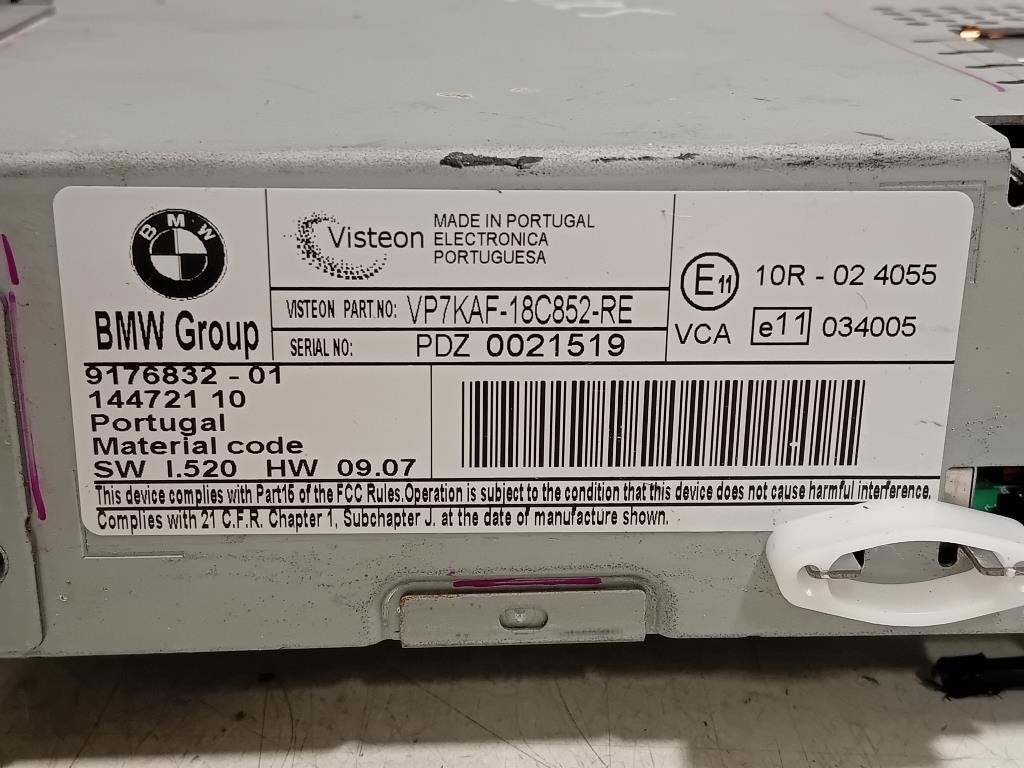 BMW
BMW Group
Visteon
MADE IN PORTUGAL
ELECTRONICA
PORTUGUESA
VISTEON PART NO: VP7KAF-18C852-RE
SERIAL NO: PDZ 0021519
E11 10R - 02 4055
VCA e11 034005
9176832 - 01
144721 10
Portugal
Material code
SW 1.520 HW 09.07
This device complies with Part15 of the FCC Rules.Operation is subject to the condition that this device does not cause harmful interference.
Complies with 21 C.F.R. Chapter 1, Subchapter J. at the date of manufacture shown.